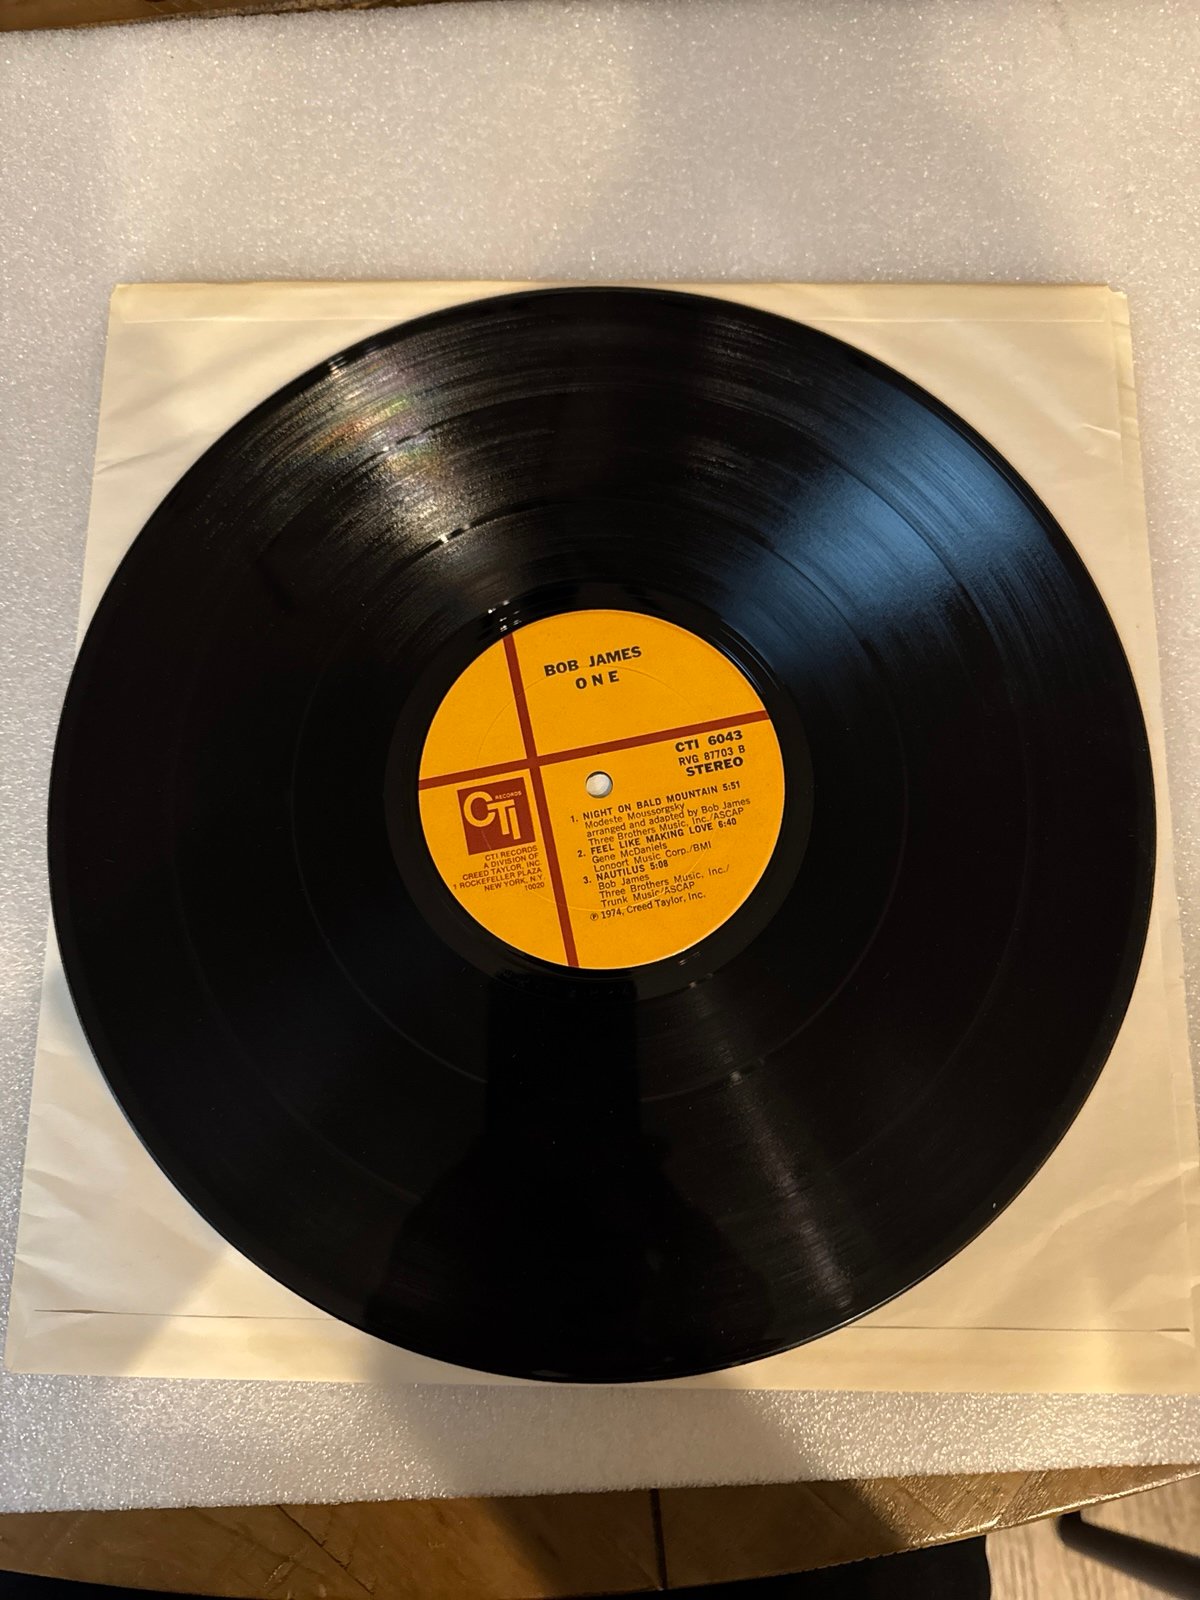 BOB JAMES
ONE
CTI 6043
RVG 87703 B
STEREO
1. NIGHT ON BALD MOUNTAIN 5:51
Modeste Moussorgsky
arranged and adapted by Bob James
Three Brothers Music, Inc./ASCAP
2. FEEL LIKE MAKING LOVE 6:40
Gene McDaniels
Lonport Music Corp./BMI
3. NAUTILUS 5:08
Bob James
Three Brothers Music, Inc./
Trunk Music/ASCAP
℗ 1974, Creed Taylor, Inc.
CTI RECORDS
CTI RECORDS
A DIVISION OF
CREED TAYLOR, INC.
1 ROCKEFELLER PLAZA
NEW YORK, N.Y.
10020